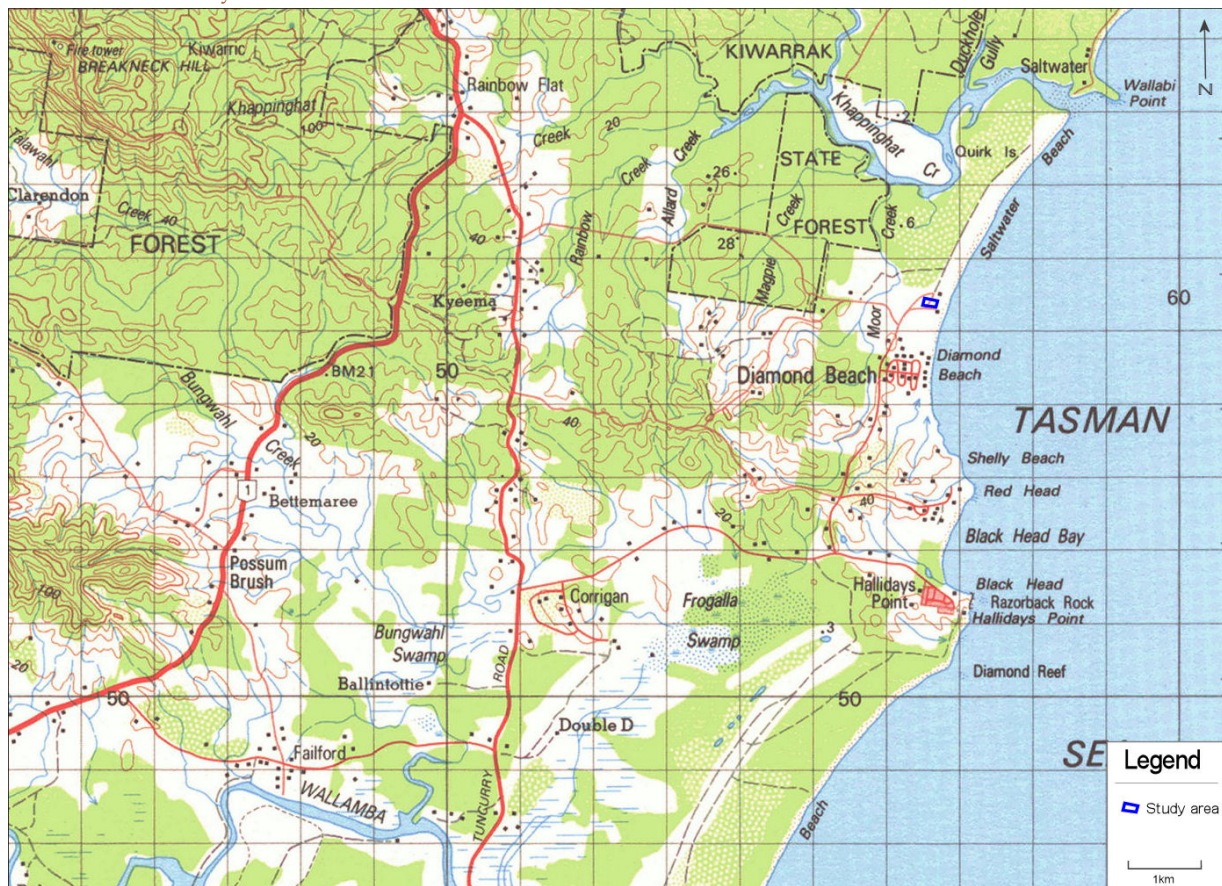 Fire tower
Kiwarric
BREAKNECK HILL
Khappinghat
100
Talawahl
Clarendon
Creek 40
FOREST
Rainbow Flat
Creek
20
KIWARRAK
Duckhole
Gully
Saltwater
Wallabi
Point
N
Khappinghat
Cr
2
Quirk Is.
Beach
Saltwater
STATE
FOREST
Creek
Creek
Allard
26
Creek
Creek
6
28
Magpie
40
Rainbow
Kyeema
60
Moor
Diamond
Beach
Diamond Beach
TASMAN
BM21
50
Bungwahl
Creek
20
40
Shelly Beach
Red Head
40
20
Black Head Bay
1
Bettemaree
Possum
Brush
100
20
Corrigan
Frogalla
Swamp
Hallidays
Point
Black Head
Razorback Rock
Hallidays Point
3
Bungwahl
Swamp
Ballintottie
ROAD
Diamond Reef
50
50
Double D
Failford
WALLAMBA
TUNCURRY
Beach
SE
Legend
Study area
1km